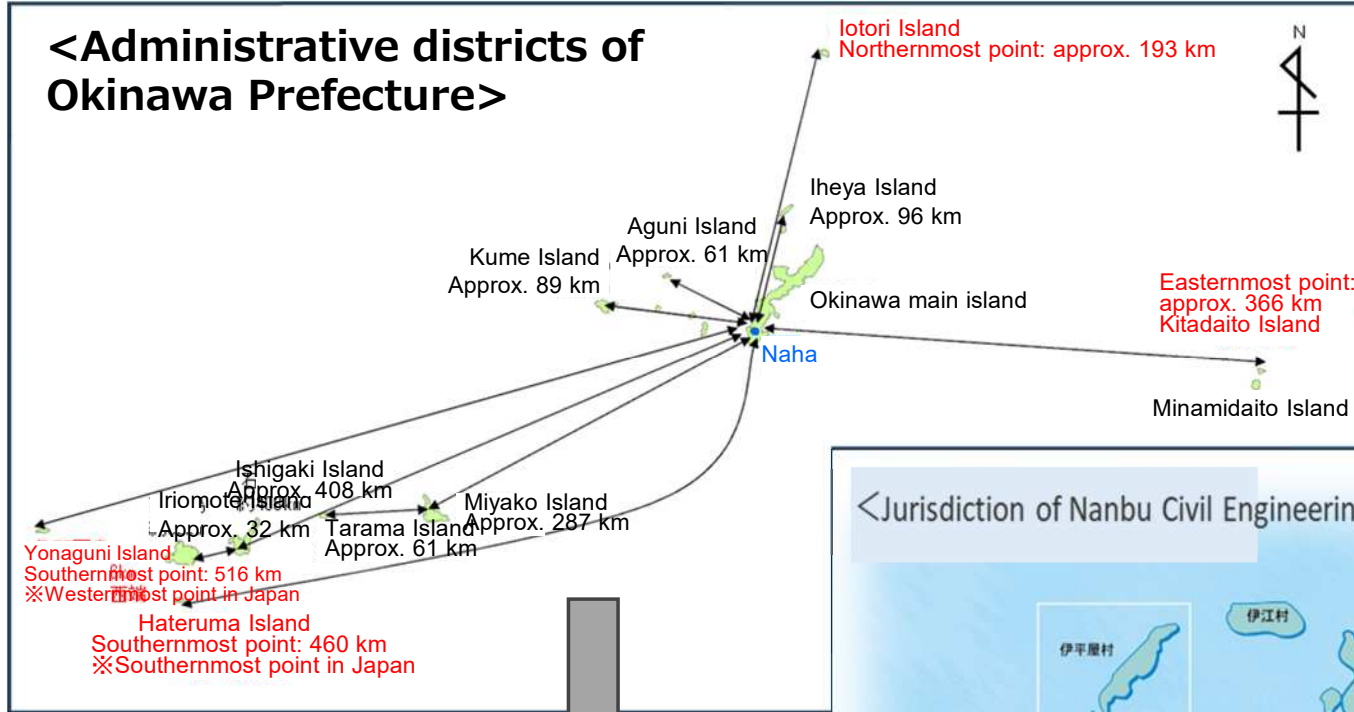 <Administrative districts of
Okinawa Prefecture>
Iotori Island
Northernmost point: approx. 193 km
N
Iheya Island
Approx. 96 km
Aguni Island
Approx. 61 km
Kume Island
Approx. 89 km
Okinawa main island
Easternmost point:
approx. 366 km
Kitadaito Island
Naha
Minamidaito Island
Ishigaki Island
Approx. 408 km
Iriomote Island
Approx. 32 km
Tarama Island
Approx. 61 km
Miyako Island
Approx. 287 km
Yonaguni Island
Southernmost point: 516 km
※Westernmost point in Japan
Hateruma Island
Southernmost point: 460 km
※Southernmost point in Japan
<Jurisdiction of Nanbu Civil Engineerin
伊江村
伊平屋村